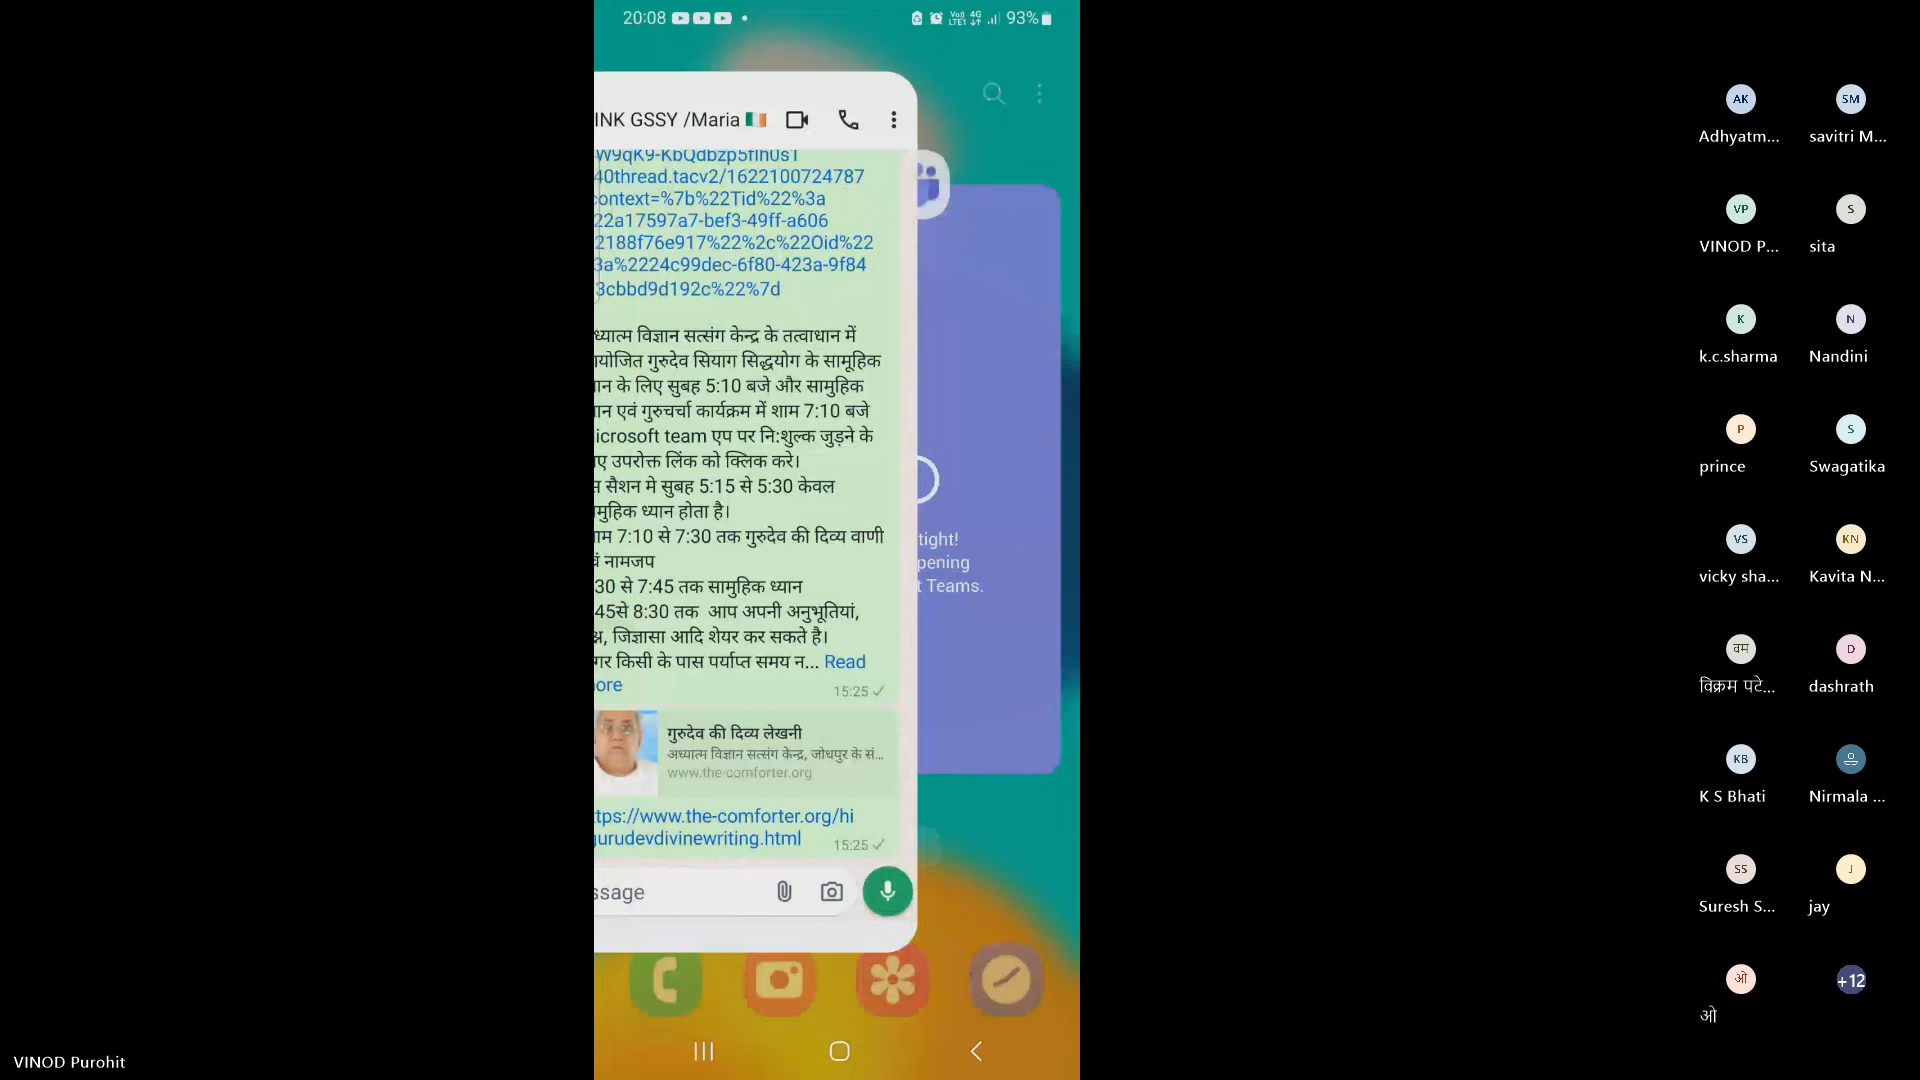 20:08
Vo)) 4G
LTE1
93%
INK GSSY /Maria
W9qK9-KbQdbzp5fIh0s1
40thread.tacv2/1622100724787
context=%7b%22Tid%22%3a
22a17597a7-bef3-49ff-a606
2188f76e917%22%2c%22Oid%22
3a%2224c99dec-6f80-423a-9f84
3cbbd9d192c%22%7d
ध्यात्म विज्ञान सत्संग केन्द्र के तत्वाधान में
योजित गुरुदेव सियाग सिद्धयोग के सामूहिक
ान के लिए सुबह 5:10 बजे और सामुहिक
ान एवं गुरुचर्चा कार्यक्रम में शाम 7:10 बजे
icrosoft team एप पर नि:शुल्क जुड़ने के
ए उपरोक्त लिंक को क्लिक करे।
स सैशन मे सुबह 5:15 से 5:30 केवल
मुहिक ध्यान होता है।
ाम 7:10 से 7:30 तक गुरुदेव की दिव्य वाणी
वं नामजप
30 से 7:45 तक सामुहिक ध्यान
45से 8:30 तक आप अपनी अनुभूतियां,
श्न, जिज्ञासा आदि शेयर कर सकते है।
गर किसी के पास पर्याप्त समय न... Read
ore
15:25
गुरुदेव की दिव्य लेखनी
अध्यात्म विज्ञान सत्संग केन्द्र, जोधपुर के सं...
www.the-comforter.org
tps://www.the-comforter.org/hi
gurudevdivinewriting.html
15:25
ssage
tight!
pening
t Teams.
AK
SM
Adhyatm...
savitri M...
VP
S
VINOD P...
sita
K
N
k.c.sharma
Nandini
P
S
prince
Swagatika
VS
KN
vicky sha...
Kavita N...
वम
D
विक्रम पटे...
dashrath
KB
K S Bhati
Nirmala ...
SS
J
Suresh S...
jay
ओ
+12
ओ
VINOD Purohit